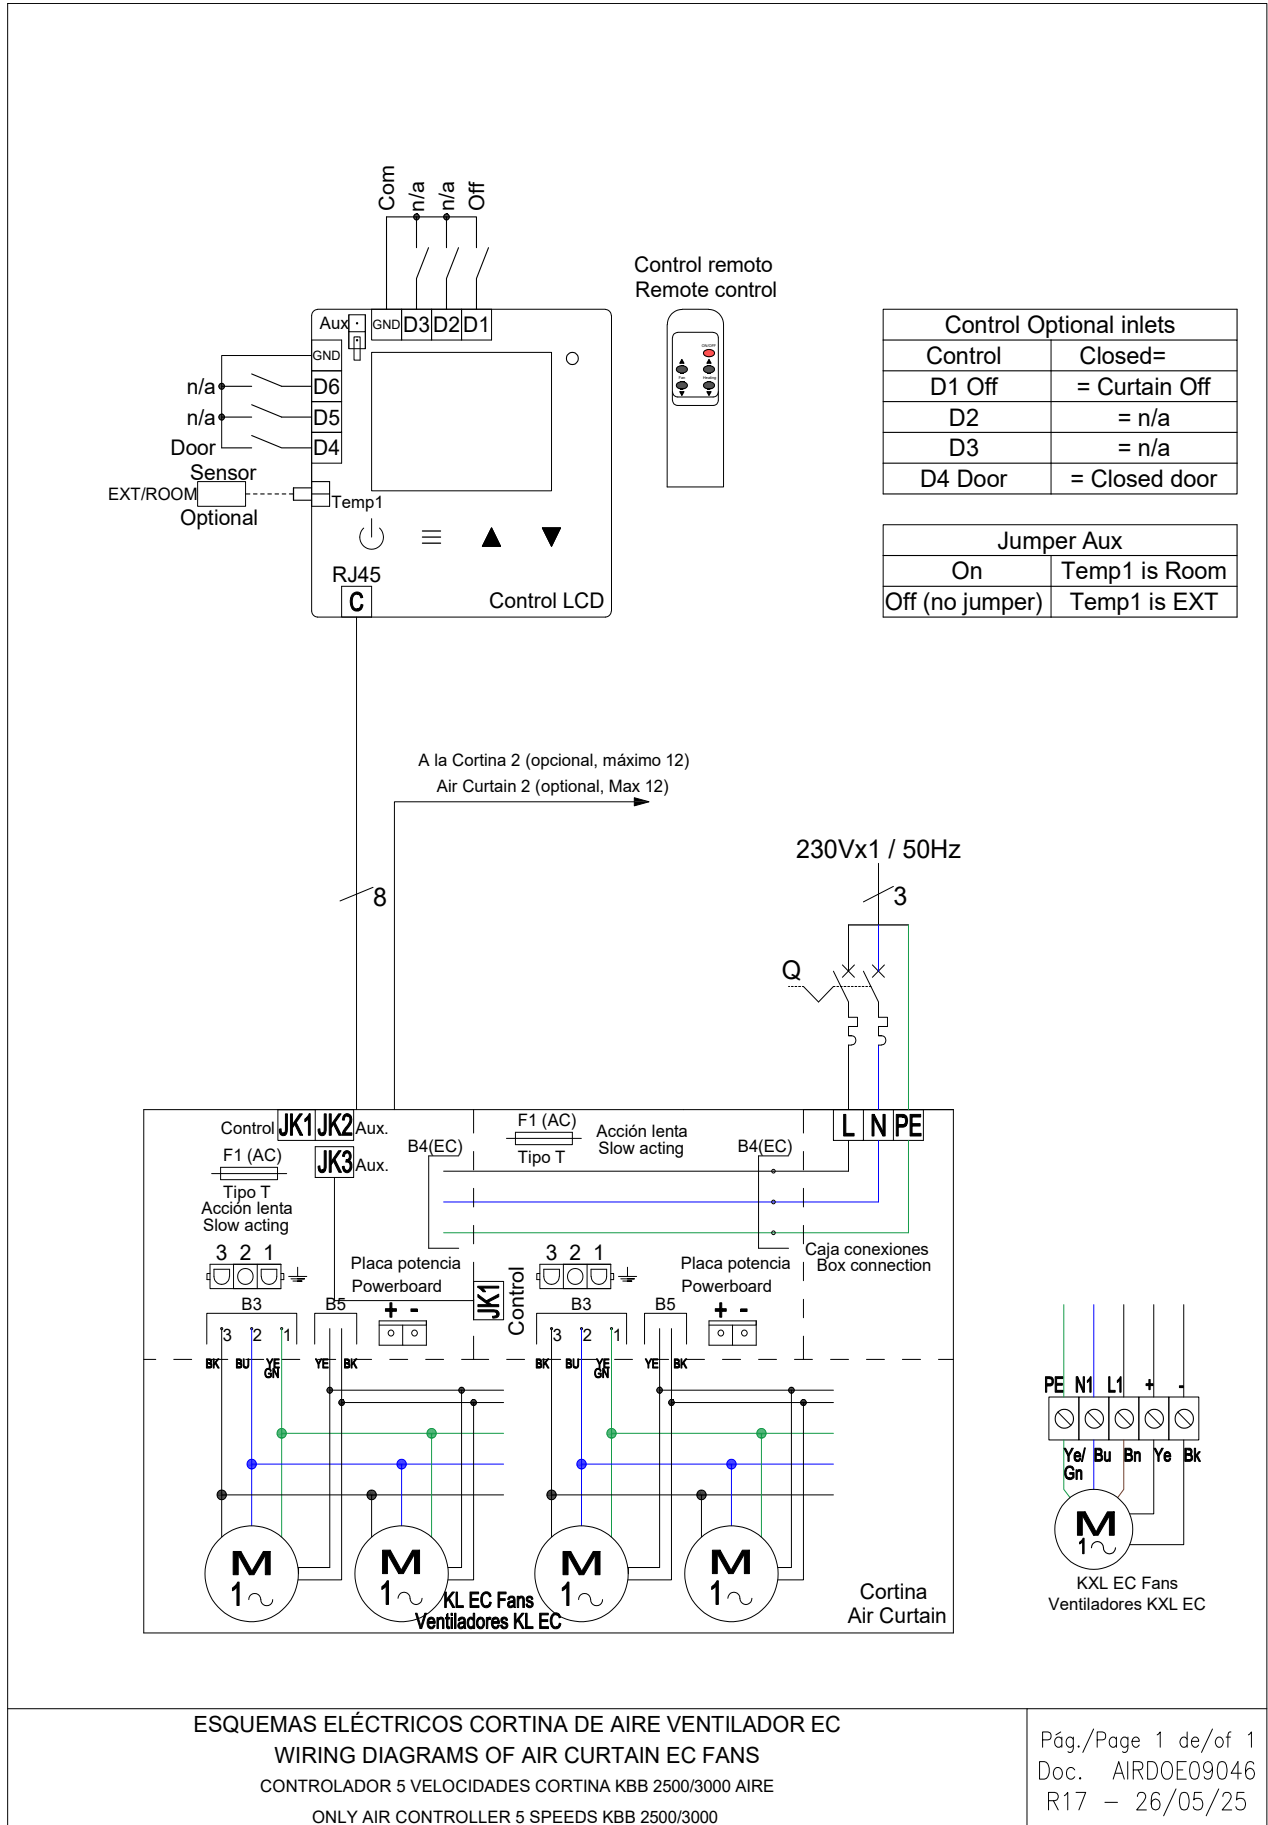 Com
n/a
n/a
Off
Control remoto
Remote control
ON/OFF
Fan
Heating
Aux
GND D3 D2 D1
GND
n/a D6
n/a D5
Door D4
Sensor
EXT/ROOM
Optional
Temp1
RJ45
C
Control LCD
Control Optional inlets
Control Closed=
D1 Off = Curtain Off
D2 = n/a
D3 = n/a
D4 Door = Closed door
Jumper Aux
On Temp1 is Room
Off (no jumper) Temp1 is EXT
A la Cortina 2 (opcional, máximo 12)
Air Curtain 2 (optional, Max 12)
8
230Vx1 / 50Hz
3
Q
Control JK1 JK2 Aux.
JK3 Aux.
F1 (AC)
Tipo T
Acción lenta
Slow acting
B4(EC)
F1 (AC)
Tipo T
Acción lenta
Slow acting
B4(EC)
L N PE
3 2 1
Placa potencia
Powerboard
+ -
JK1
Control
3 2 1
Placa potencia
Powerboard
+ -
Caja conexiones
Box connection
B3
3 2 1
B5
BK BU YE GN YE BK
B3
3 2 1
B5
BK BU YE GN YE BK
M
1
M
1
M
1
M
1
KL EC Fans
Ventiladores KL EC
Cortina
Air Curtain
PE N1 L1 + -
Ye/Gn Bu Bn Ye Bk
M
1
KXL EC Fans
Ventiladores KXL EC
ESQUEMAS ELÉCTRICOS CORTINA DE AIRE VENTILADOR EC
WIRING DIAGRAMS OF AIR CURTAIN EC FANS
CONTROLADOR 5 VELOCIDADES CORTINA KBB 2500/3000 AIRE
ONLY AIR CONTROLLER 5 SPEEDS KBB 2500/3000
Pág./Page 1 de/of 1
Doc. AIRDOE09046
R17 – 26/05/25